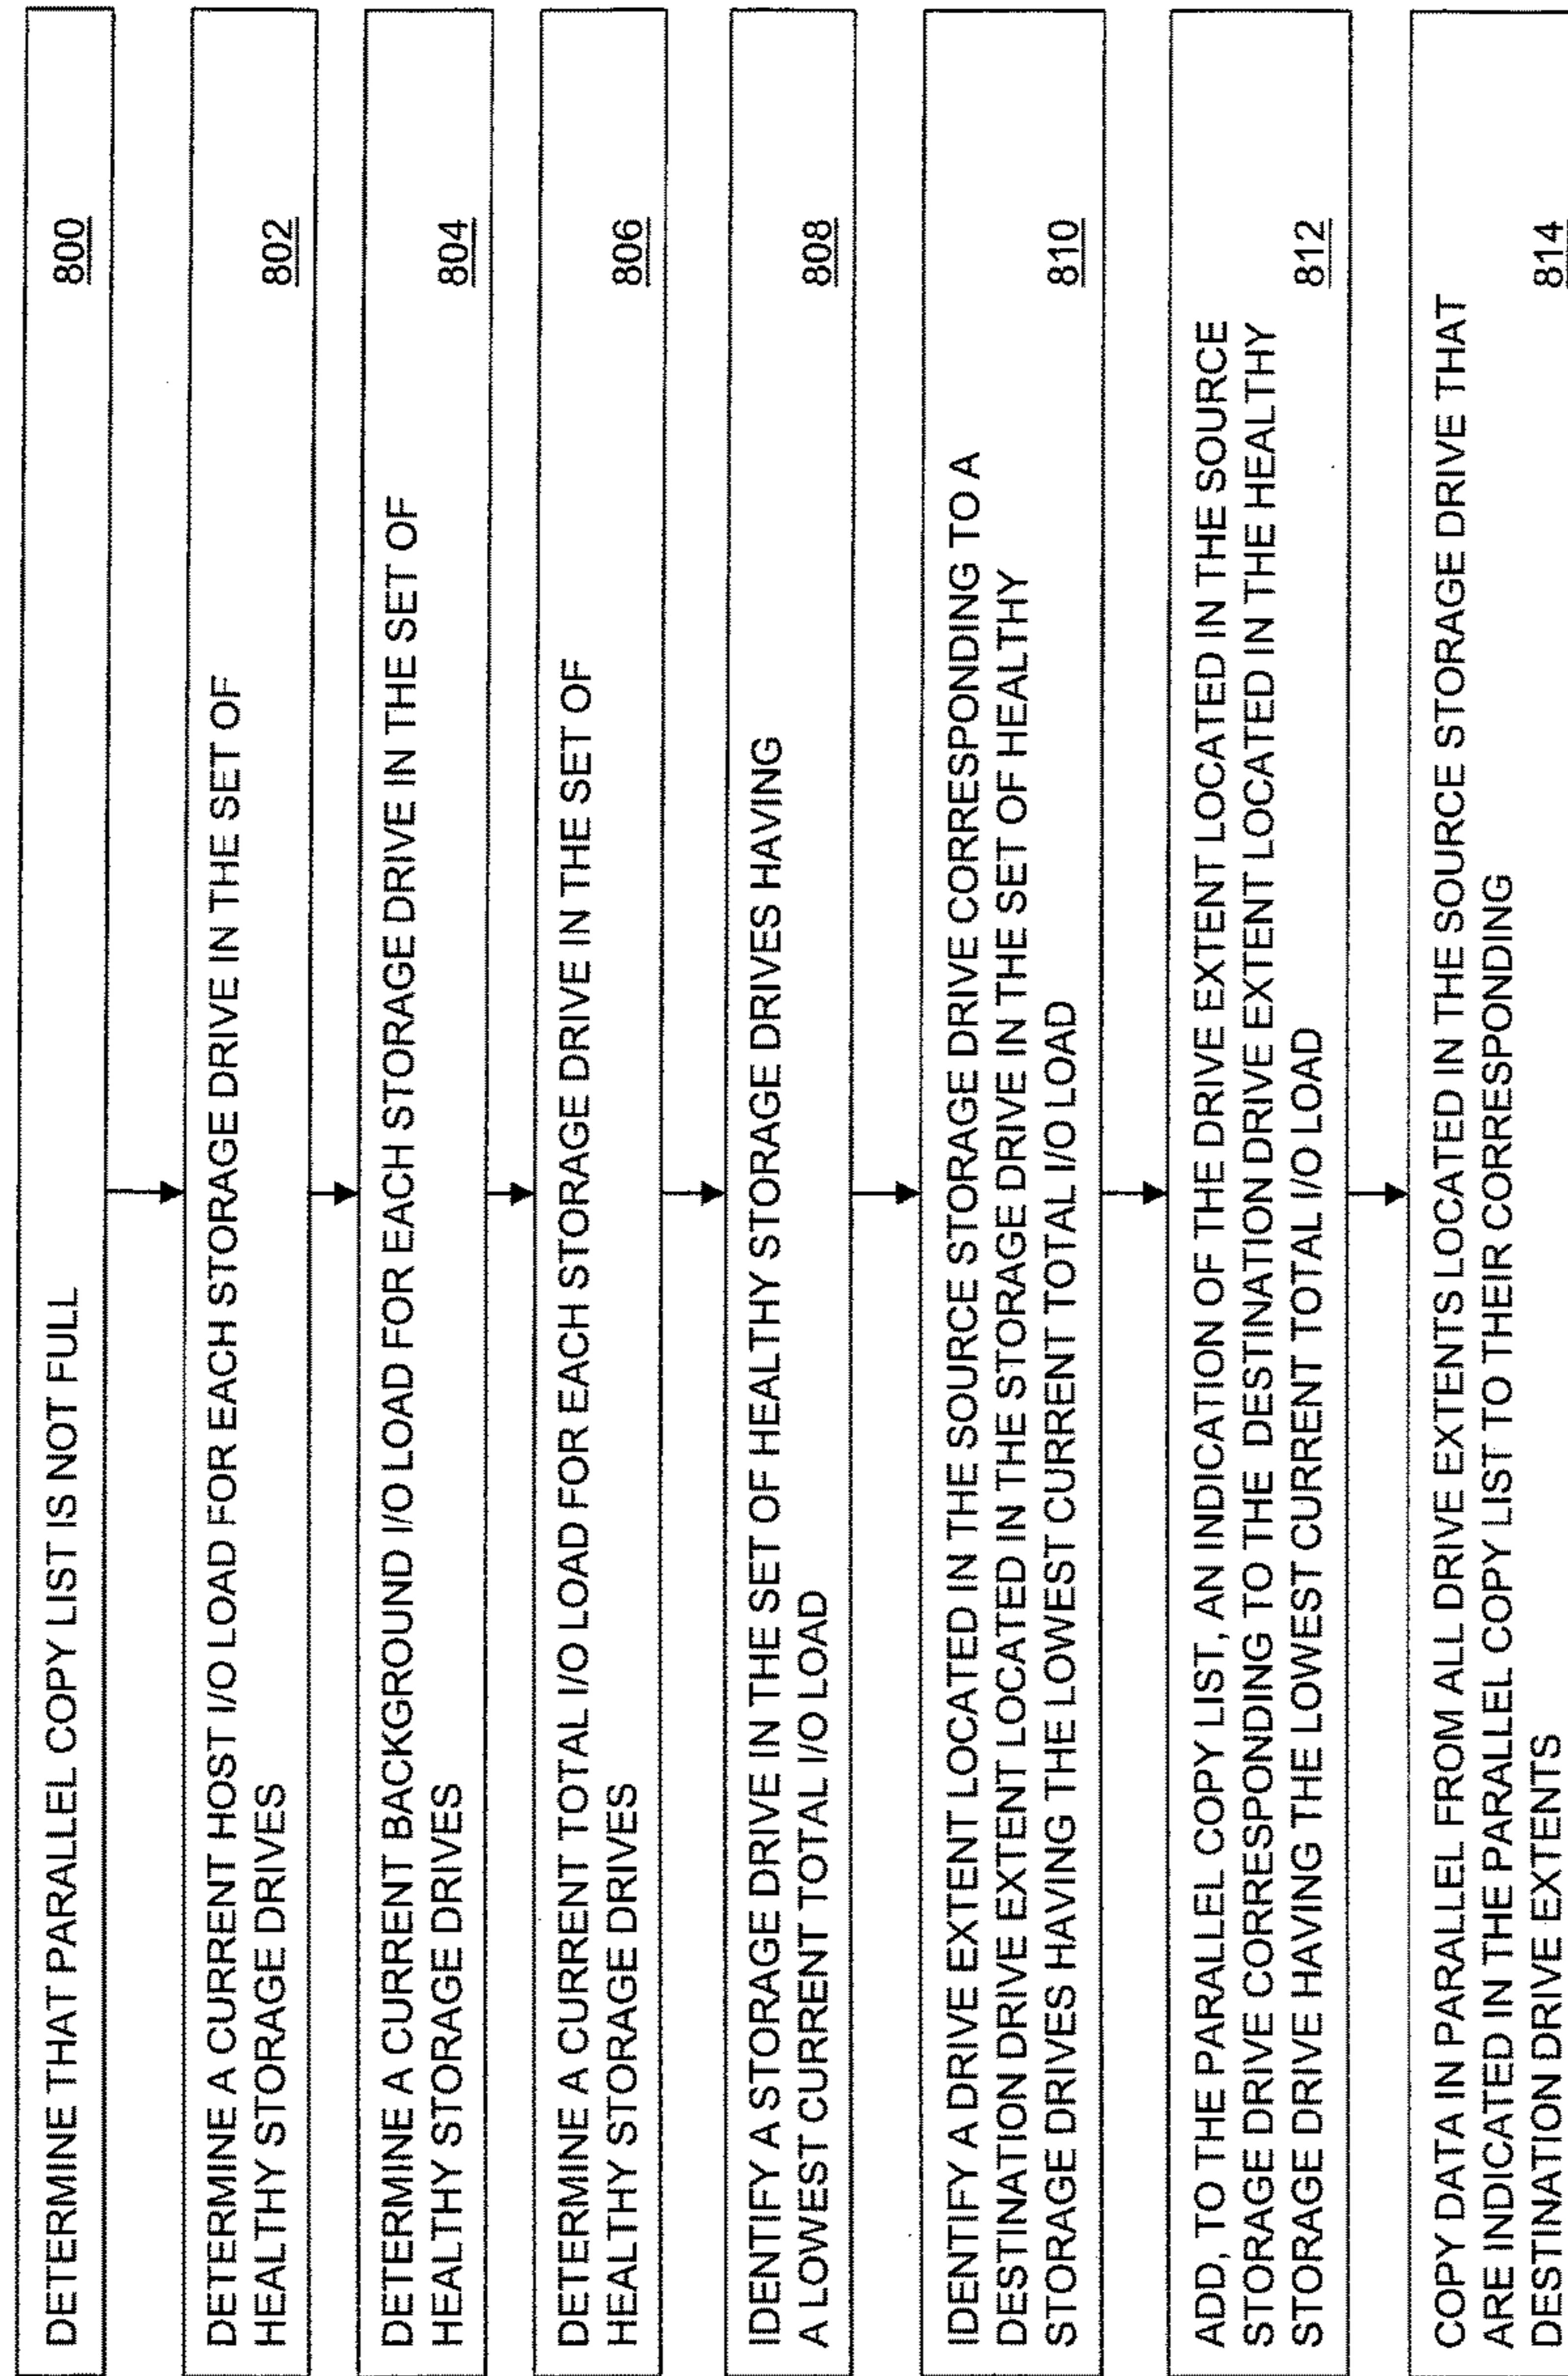 DETERMINE THAT PARALLEL COPY LIST IS NOT FULL
800
DETERMINE A CURRENT HOST I/O LOAD FOR EACH STORAGE DRIVE IN THE SET OF
HEALTHY STORAGE DRIVES
802
DETERMINE A CURRENT BACKGROUND I/O LOAD FOR EACH STORAGE DRIVE IN THE SET OF
HEALTHY STORAGE DRIVES
804
DETERMINE A CURRENT TOTAL I/O LOAD FOR EACH STORAGE DRIVE IN THE SET OF
HEALTHY STORAGE DRIVES
806
IDENTIFY A STORAGE DRIVE IN THE SET OF HEALTHY STORAGE DRIVES HAVING
A LOWEST CURRENT TOTAL I/O LOAD
808
IDENTIFY A DRIVE EXTENT LOCATED IN THE SOURCE STORAGE DRIVE CORRESPONDING TO A
DESTINATION DRIVE EXTENT LOCATED IN THE STORAGE DRIVE IN THE SET OF HEALTHY
STORAGE DRIVES HAVING THE LOWEST CURRENT TOTAL I/O LOAD
810
ADD, TO THE PARALLEL COPY LIST, AN INDICATION OF THE DRIVE EXTENT LOCATED IN THE SOURCE
STORAGE DRIVE CORRESPONDING TO THE DESTINATION DRIVE EXTENT LOCATED IN THE HEALTHY
STORAGE DRIVE HAVING THE LOWEST CURRENT TOTAL I/O LOAD
812
COPY DATA IN PARALLEL FROM ALL DRIVE EXTENTS LOCATED IN THE SOURCE STORAGE DRIVE THAT
ARE INDICATED IN THE PARALLEL COPY LIST TO THEIR CORRESPONDING
DESTINATION DRIVE EXTENTS
814